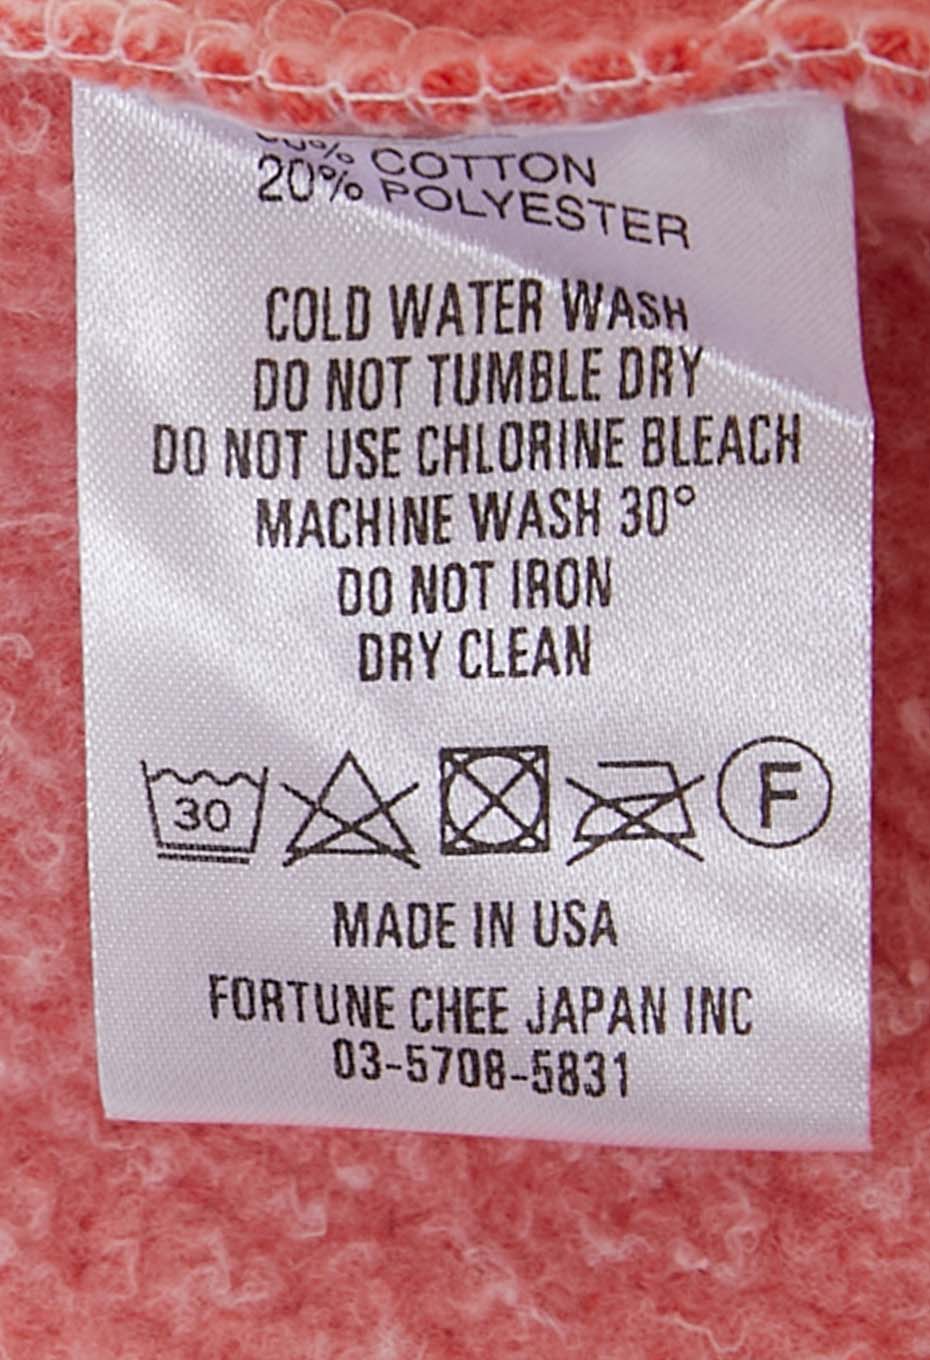 % COTTON
20% POLYESTER
COLD WATER WASH
DO NOT TUMBLE DRY
DO NOT USE CHLORINE BLEACH
MACHINE WASH 30°
DO NOT IRON
DRY CLEAN
30
F
MADE IN USA
FORTUNE CHEE JAPAN INC
03-5708-5831